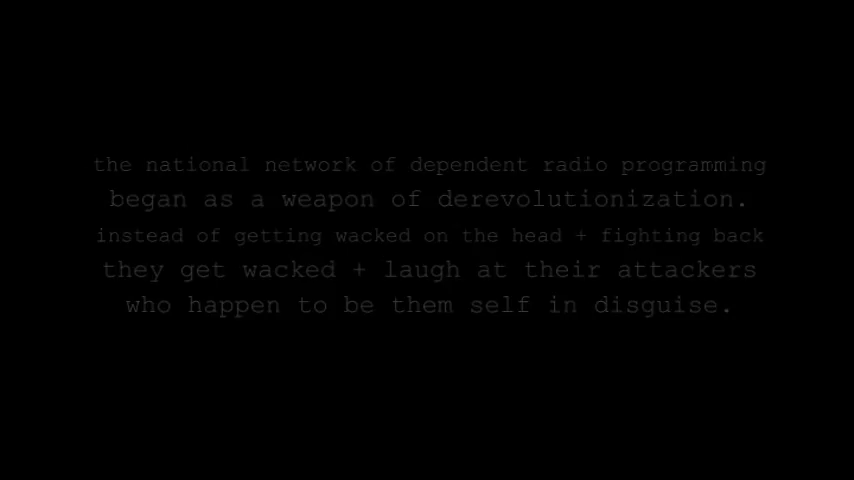 the national network of dependent radio programming
began as a weapon of derevolutionization.
instead of getting wacked on the head + fighting back
they get wacked + laugh at their attackers
who happen to be them self in disguise.